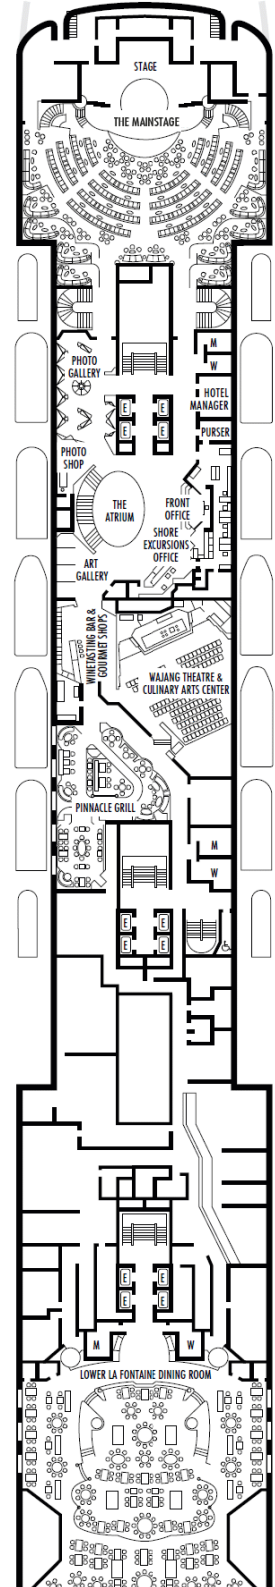 STAGE
THE MAINSTAGE
M
W
PHOTO
GALLERY
HOTEL
MANAGER
E
E
E
E
PURSER
PHOTO
SHOP
THE
ATRIUM
FRONT
OFFICE
SHORE
EXCURSIONS
OFFICE
ART
GALLERY
WINETASTING BAR &
GOURMET SHOPS
WAJANG THEATRE &
CULINARY ARTS CENTER
PINNACLE GRILL
M
W
E
E
E
E
E
E
E
E
M
W
LOWER LA FONTAINE DINING ROOM